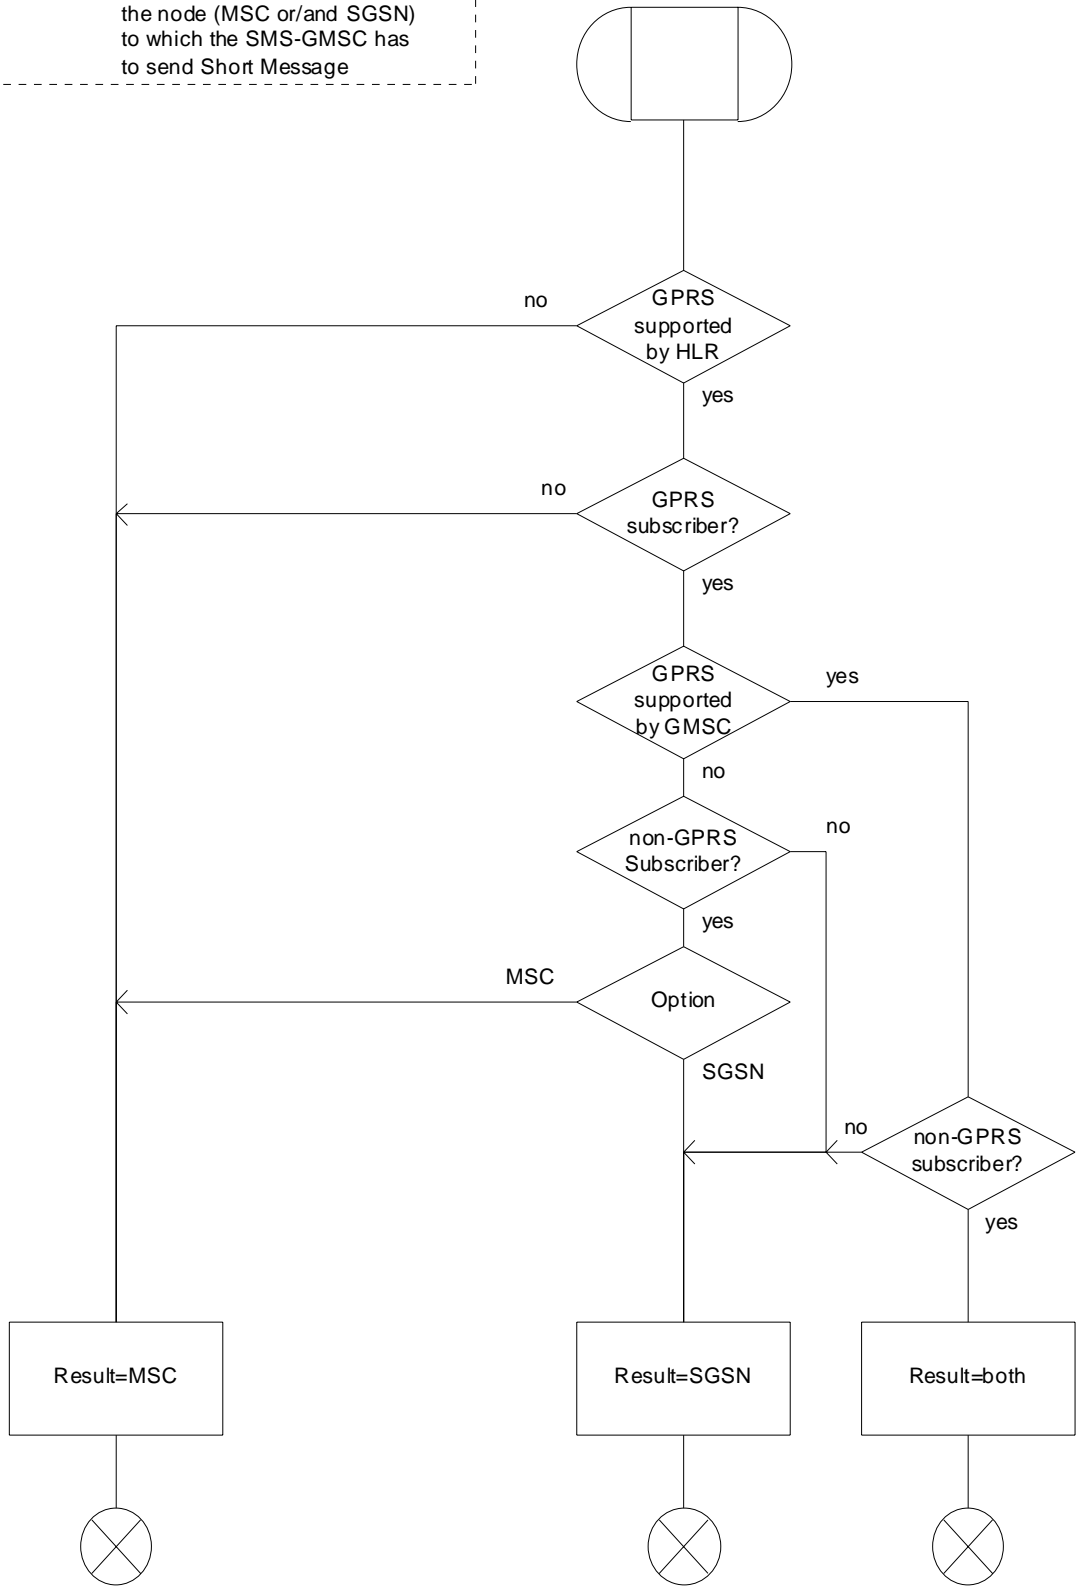 the node (MSC or/and SGSN)
to which the SMS-GMSC has
to send Short Message
no
GPRS
supported
by HLR
yes
no
GPRS
subscriber?
yes
GPRS
supported
by GMSC
yes
no
non-GPRS
Subscriber?
no
yes
MSC
Option
SGSN
no
non-GPRS
subscriber?
yes
Result=MSC
Result=SGSN
Result=both